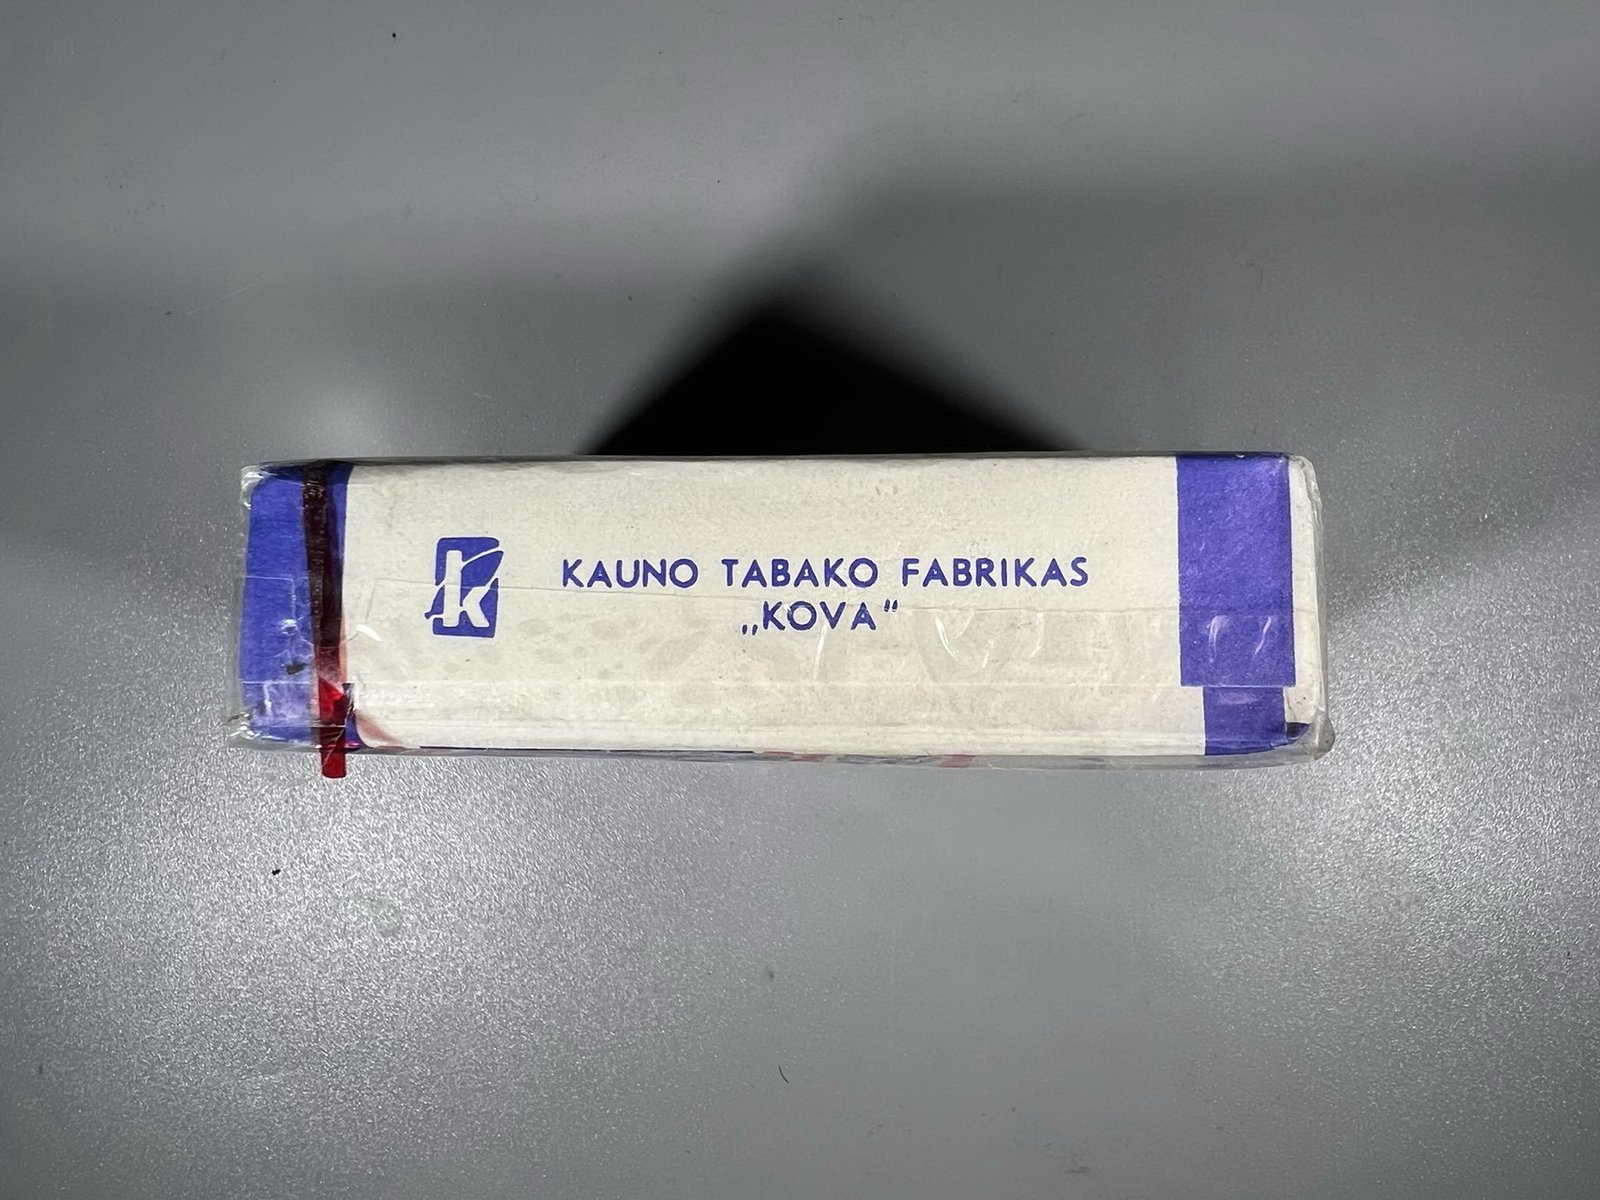 k
KAUNO TABAKO FABRIKAS
„KOVA"